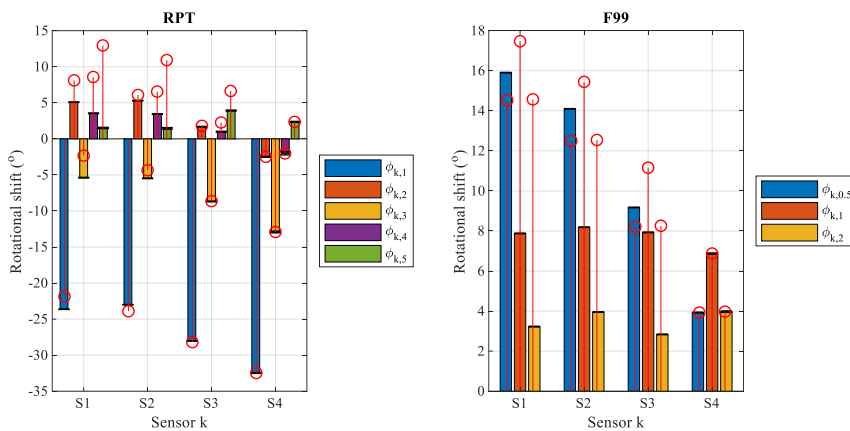 RPT
15
10
5
0
-5
-10
-15
-20
-25
-30
-35
Rotational shift (°)
S1 S2 S3 S4
Sensor k
ϕk,1
ϕk,2
ϕk,3
ϕk,4
ϕk,5
F99
18
16
14
12
10
8
6
4
2
0
Rotational shift (°)
S1 S2 S3 S4
Sensor k
ϕk,0.5
ϕk,1
ϕk,2